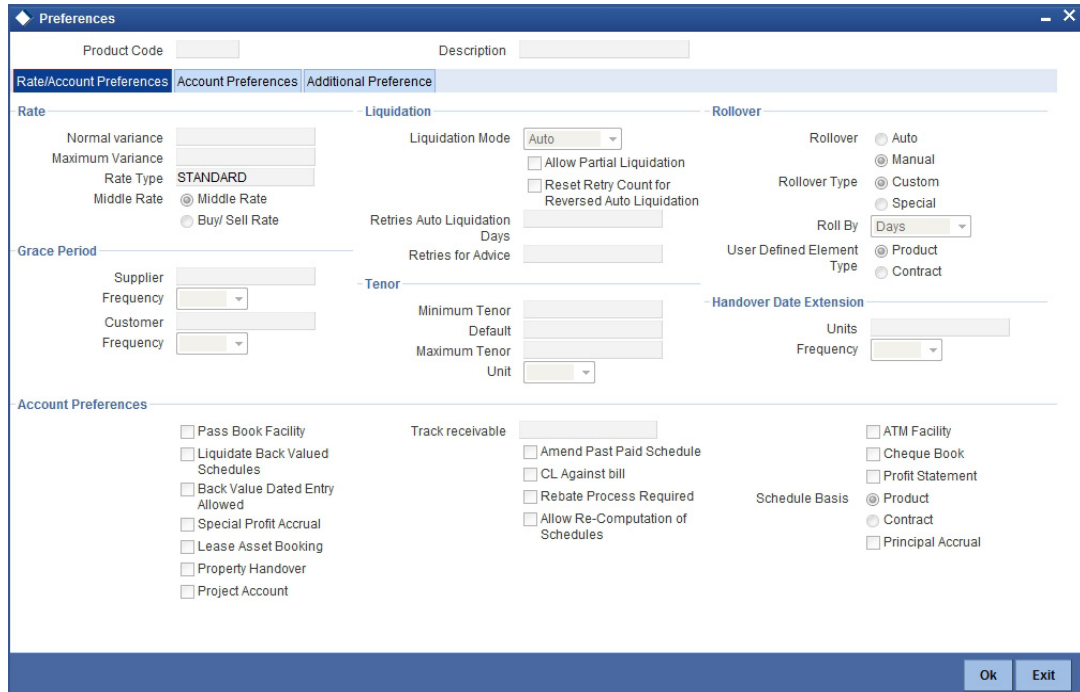 Preferences
Product Code
Description
Rate/Account Preferences Account Preferences Additional Preference
Rate
Normal variance
Maximum Variance
Rate Type STANDARD
Middle Rate Middle Rate
Buy/ Sell Rate
Grace Period
Supplier
Frequency
Customer
Frequency
Liquidation
Liquidation Mode Auto
Allow Partial Liquidation
Reset Retry Count for
Reversed Auto Liquidation
Retries Auto Liquidation
Days
Retries for Advice
Tenor
Minimum Tenor
Default
Maximum Tenor
Unit
Rollover
Rollover Auto
Manual
Rollover Type Custom
Special
Roll By Days
User Defined Element Product
Type Contract
Handover Date Extension
Units
Frequency
Account Preferences
Pass Book Facility
Liquidate Back Valued
Schedules
Back Value Dated Entry
Allowed
Special Profit Accrual
Lease Asset Booking
Property Handover
Project Account
Track receivable
Amend Past Paid Schedule
CL Against bill
Rebate Process Required
Allow Re-Computation of
Schedules
ATM Facility
Cheque Book
Profit Statement
Schedule Basis Product
Contract
Principal Accrual
Ok Exit